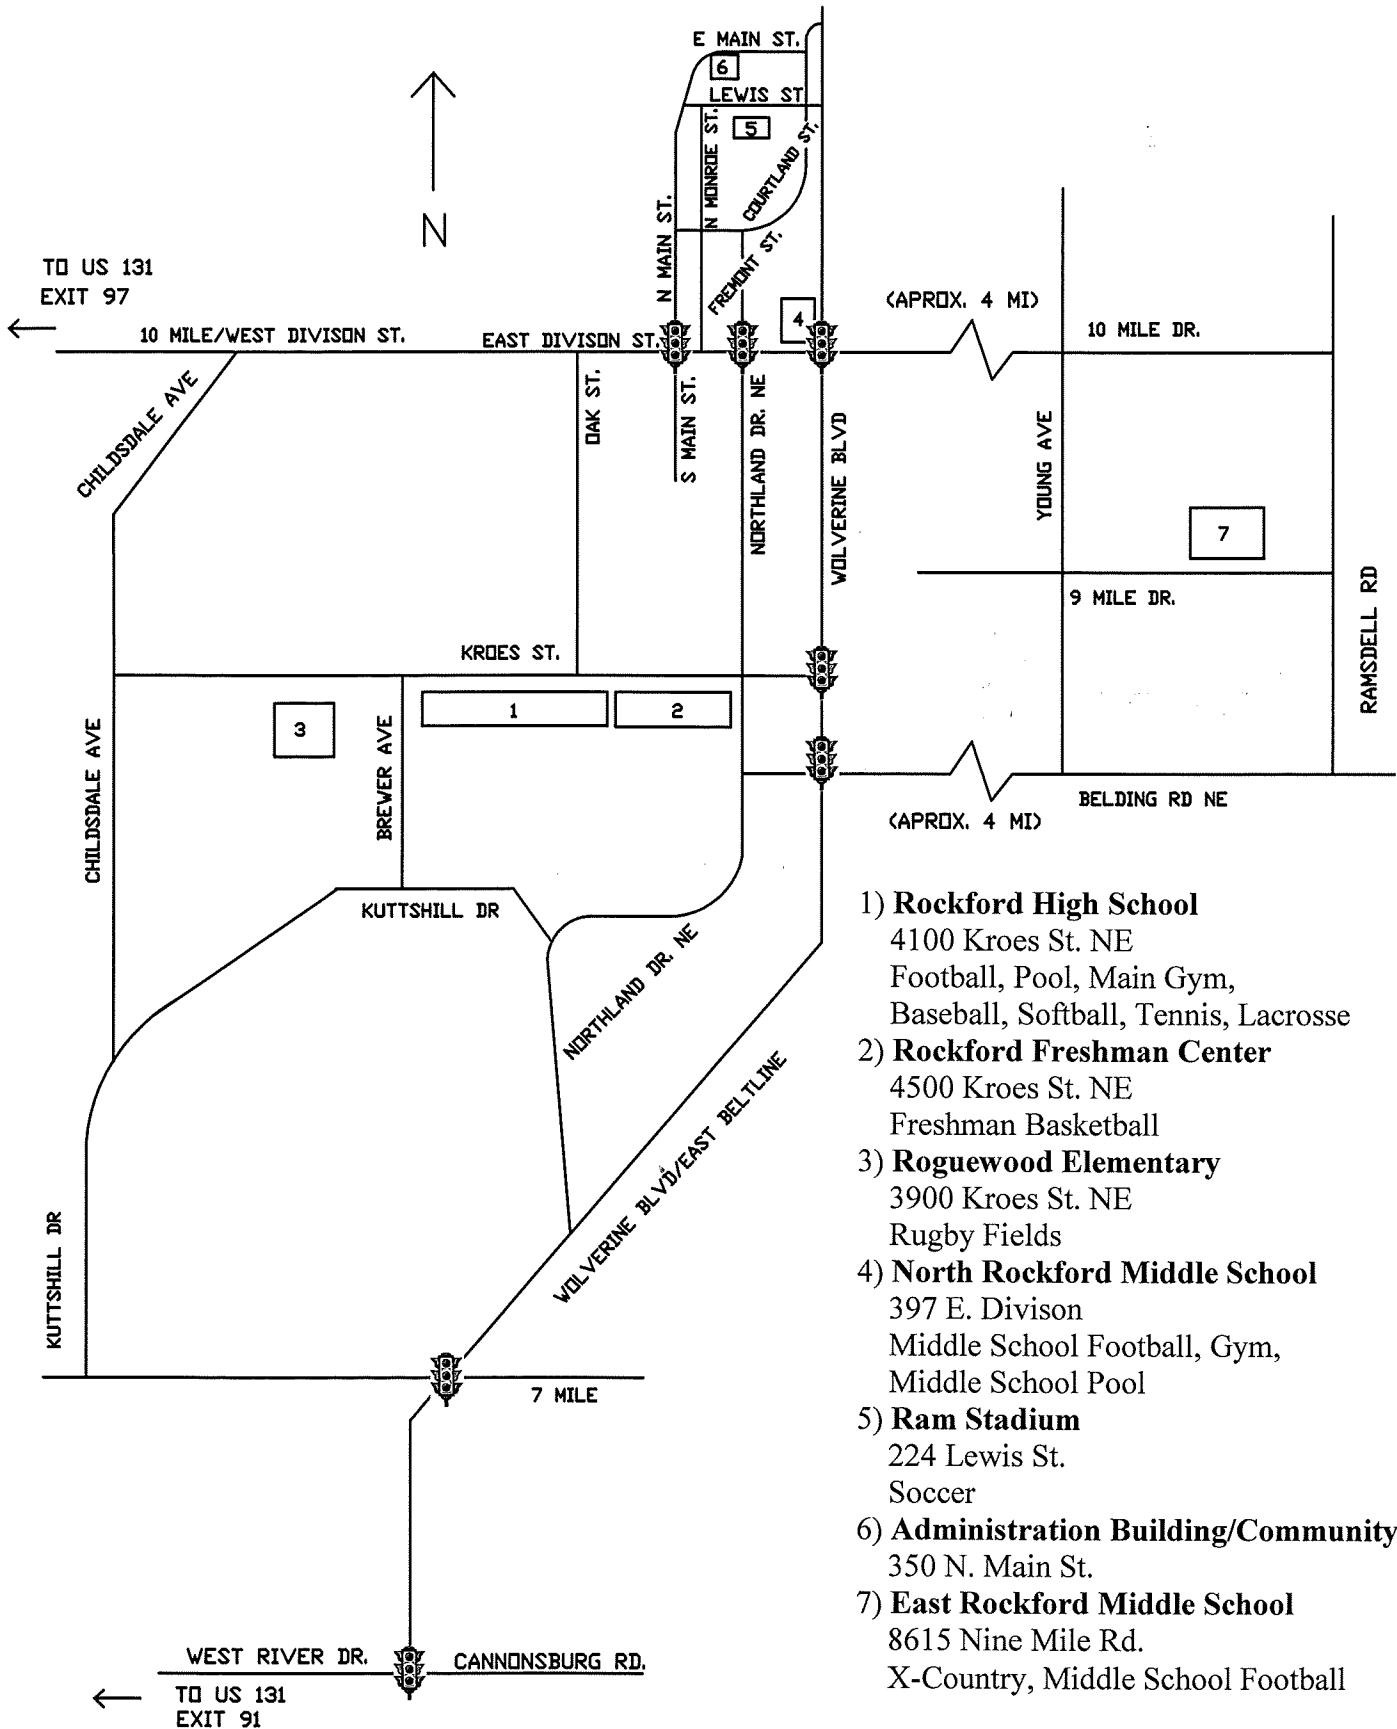 E MAIN ST.
6
LEWIS ST
5
N MONROE ST.
COURTLAND ST.
N MAIN ST.
FREMONT ST.
N
TO US 131
EXIT 97
10 MILE/WEST DIVISON ST.
EAST DIVISON ST.
4
(APROX. 4 MI)
10 MILE DR.
CHILDSDALE AVE
OAK ST.
S MAIN ST.
NORTHLAND DR. NE
WOLVERINE BLVD
YOUNG AVE
7
9 MILE DR.
RAMSDELL RD
KROES ST.
3
1
2
CHILDSDALE AVE
BREWER AVE
BELDING RD NE
(APROX. 4 MI)
KUTTSHILL DR
NORTHLAND DR. NE
WOLVERINE BLVD/EAST BELTLINE
KUTTSHILL DR
7 MILE
WEST RIVER DR.
CANNONSBURG RD.
TO US 131
EXIT 91
1) Rockford High School
4100 Kroes St. NE
Football, Pool, Main Gym,
Baseball, Softball, Tennis, Lacrosse
2) Rockford Freshman Center
4500 Kroes St. NE
Freshman Basketball
3) Roguewood Elementary
3900 Kroes St. NE
Rugby Fields
4) North Rockford Middle School
397 E. Divison
Middle School Football, Gym,
Middle School Pool
5) Ram Stadium
224 Lewis St.
Soccer
6) Administration Building/Community
350 N. Main St.
7) East Rockford Middle School
8615 Nine Mile Rd.
X-Country, Middle School Football